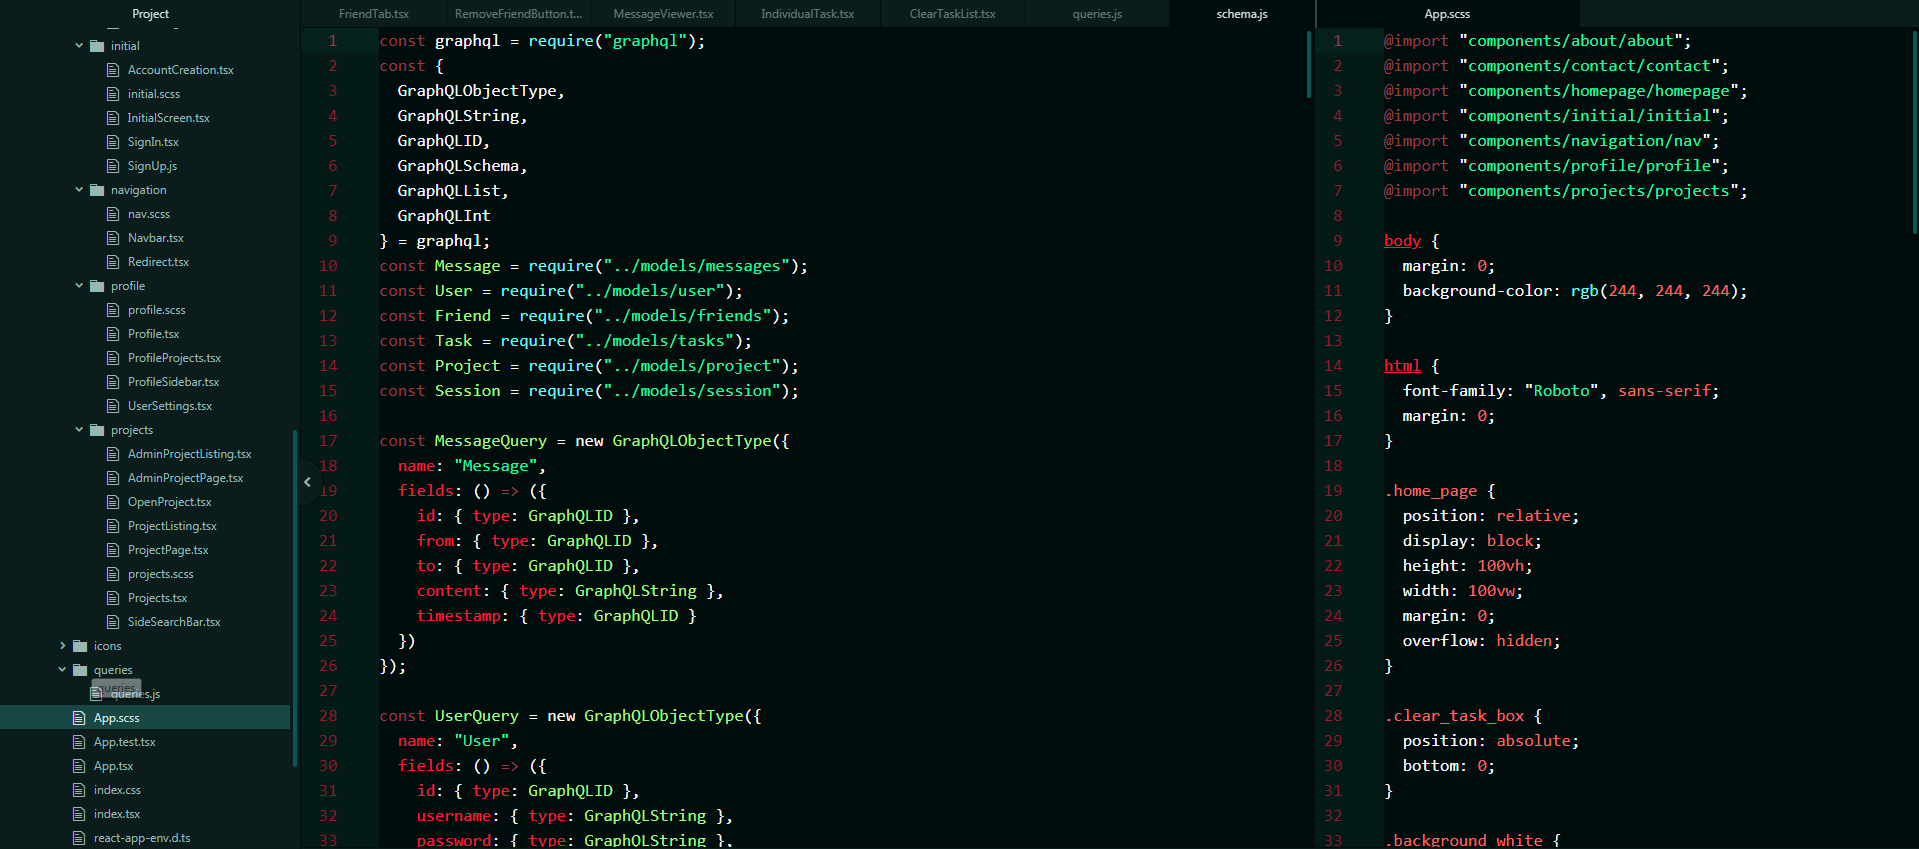 Project
initial
AccountCreation.tsx
initial.scss
InitialScreen.tsx
SignIn.tsx
SignUp.js
navigation
nav.scss
Navbar.tsx
Redirect.tsx
profile
profile.scss
Profile.tsx
ProfileProjects.tsx
ProfileSidebar.tsx
UserSettings.tsx
projects
AdminProjectListing.tsx
AdminProjectPage.tsx
OpenProject.tsx
ProjectListing.tsx
ProjectPage.tsx
projects.scss
Projects.tsx
SideSearchBar.tsx
icons
queries
queries
queries.js
App.scss
App.test.tsx
App.tsx
index.css
index.tsx
react-app-env.d.ts
FriendTab.tsx RemoveFriendButton.t... MessageViewer.tsx IndividualTask.tsx ClearTaskList.tsx queries.js schema.js
1 const graphql = require("graphql");
2 const {
3 GraphQLObjectType,
4 GraphQLString,
5 GraphQLID,
6 GraphQLSchema,
7 GraphQLList,
8 GraphQLInt
9 } = graphql;
10 const Message = require("../models/messages");
11 const User = require("../models/user");
12 const Friend = require("../models/friends");
13 const Task = require("../models/tasks");
14 const Project = require("../models/project");
15 const Session = require("../models/session");
16
17 const MessageQuery = new GraphQLObjectType({
18 name: "Message",
19 fields: () => ({
20 id: { type: GraphQLID },
21 from: { type: GraphQLID },
22 to: { type: GraphQLID },
23 content: { type: GraphQLString },
24 timestamp: { type: GraphQLID }
25 })
26 });
27
28 const UserQuery = new GraphQLObjectType({
29 name: "User",
30 fields: () => ({
31 id: { type: GraphQLID },
32 username: { type: GraphQLString },
33 password: { type: GraphQLString },
App.scss
1 @import "components/about/about";
2 @import "components/contact/contact";
3 @import "components/homepage/homepage";
4 @import "components/initial/initial";
5 @import "components/navigation/nav";
6 @import "components/profile/profile";
7 @import "components/projects/projects";
8
9 body {
10 margin: 0;
11 background-color: rgb(244, 244, 244);
12 }
13
14 html {
15 font-family: "Roboto", sans-serif;
16 margin: 0;
17 }
18
19 .home_page {
20 position: relative;
21 display: block;
22 height: 100vh;
23 width: 100vw;
24 margin: 0;
25 overflow: hidden;
26 }
27
28 .clear_task_box {
29 position: absolute;
30 bottom: 0;
31 }
32
33 .background_white {